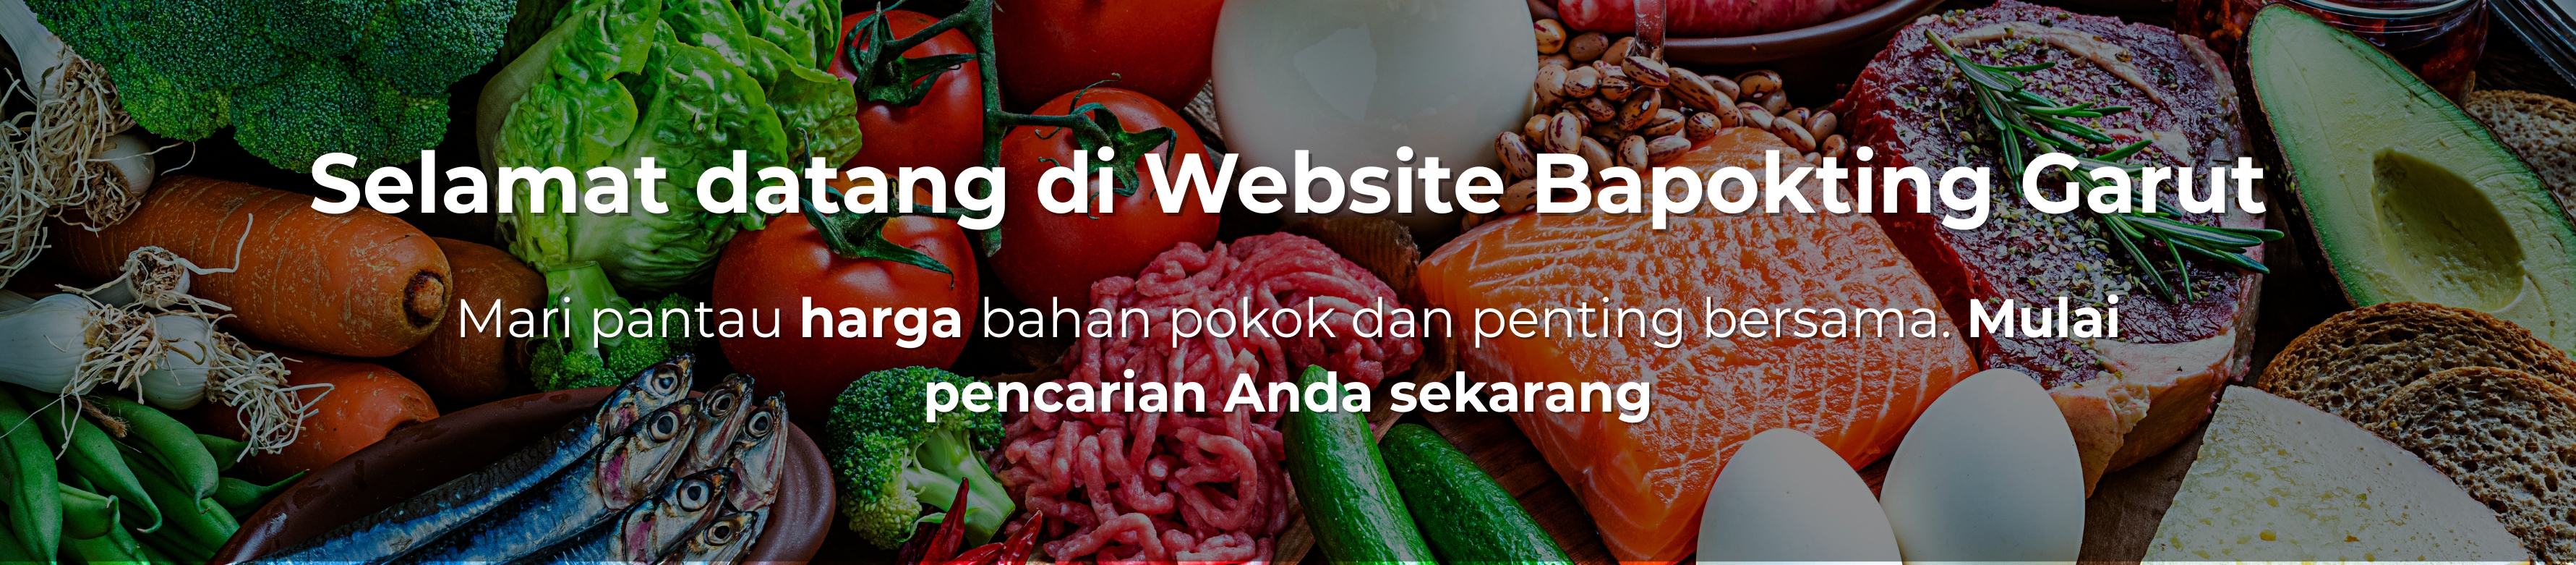 Selamat datang di Website Bapokting Garut
Mari pantau harga bahan pokok dan penting bersama. Mulai
pencarian Anda sekarang